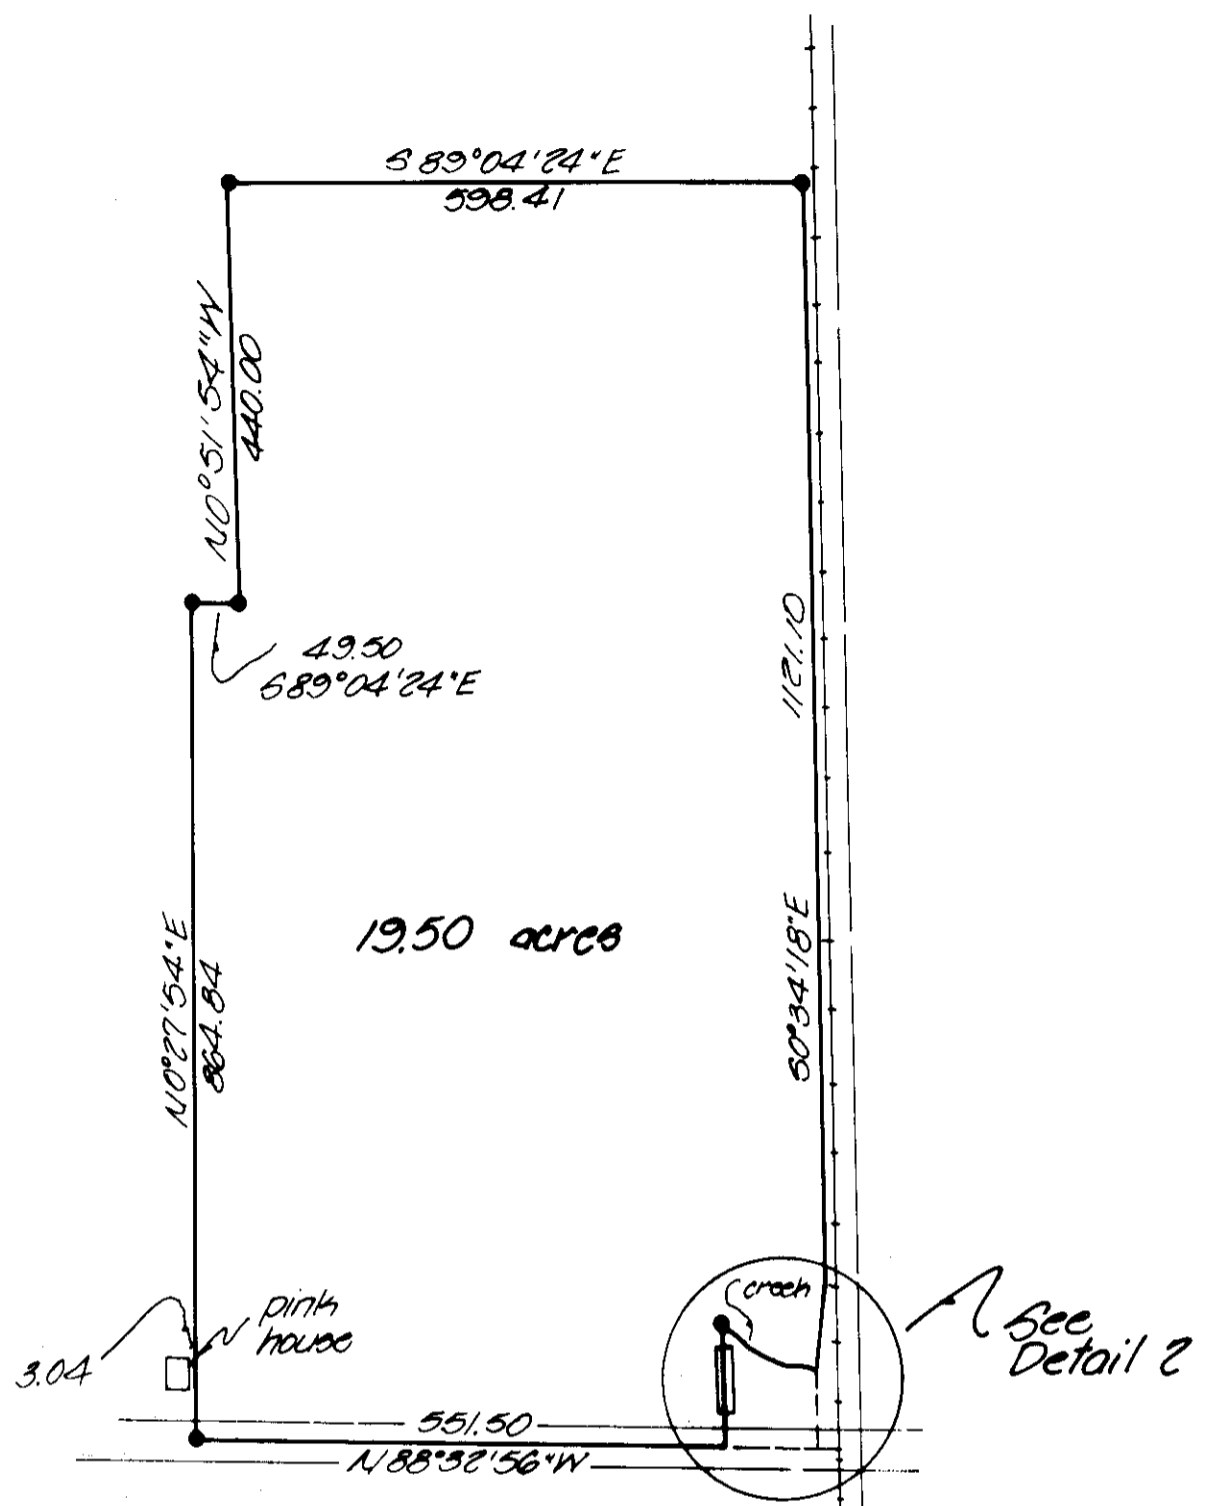 S 89°04'24"E
598.41
N0°51'54"W
440.00
49.50
S89°04'24"E
1121.10
S0°34'18"E
19.50 acres
N0°27'54"E
864.84
pink
house
3.04
creek
See
Detail 2
551.50
N88°32'56"W